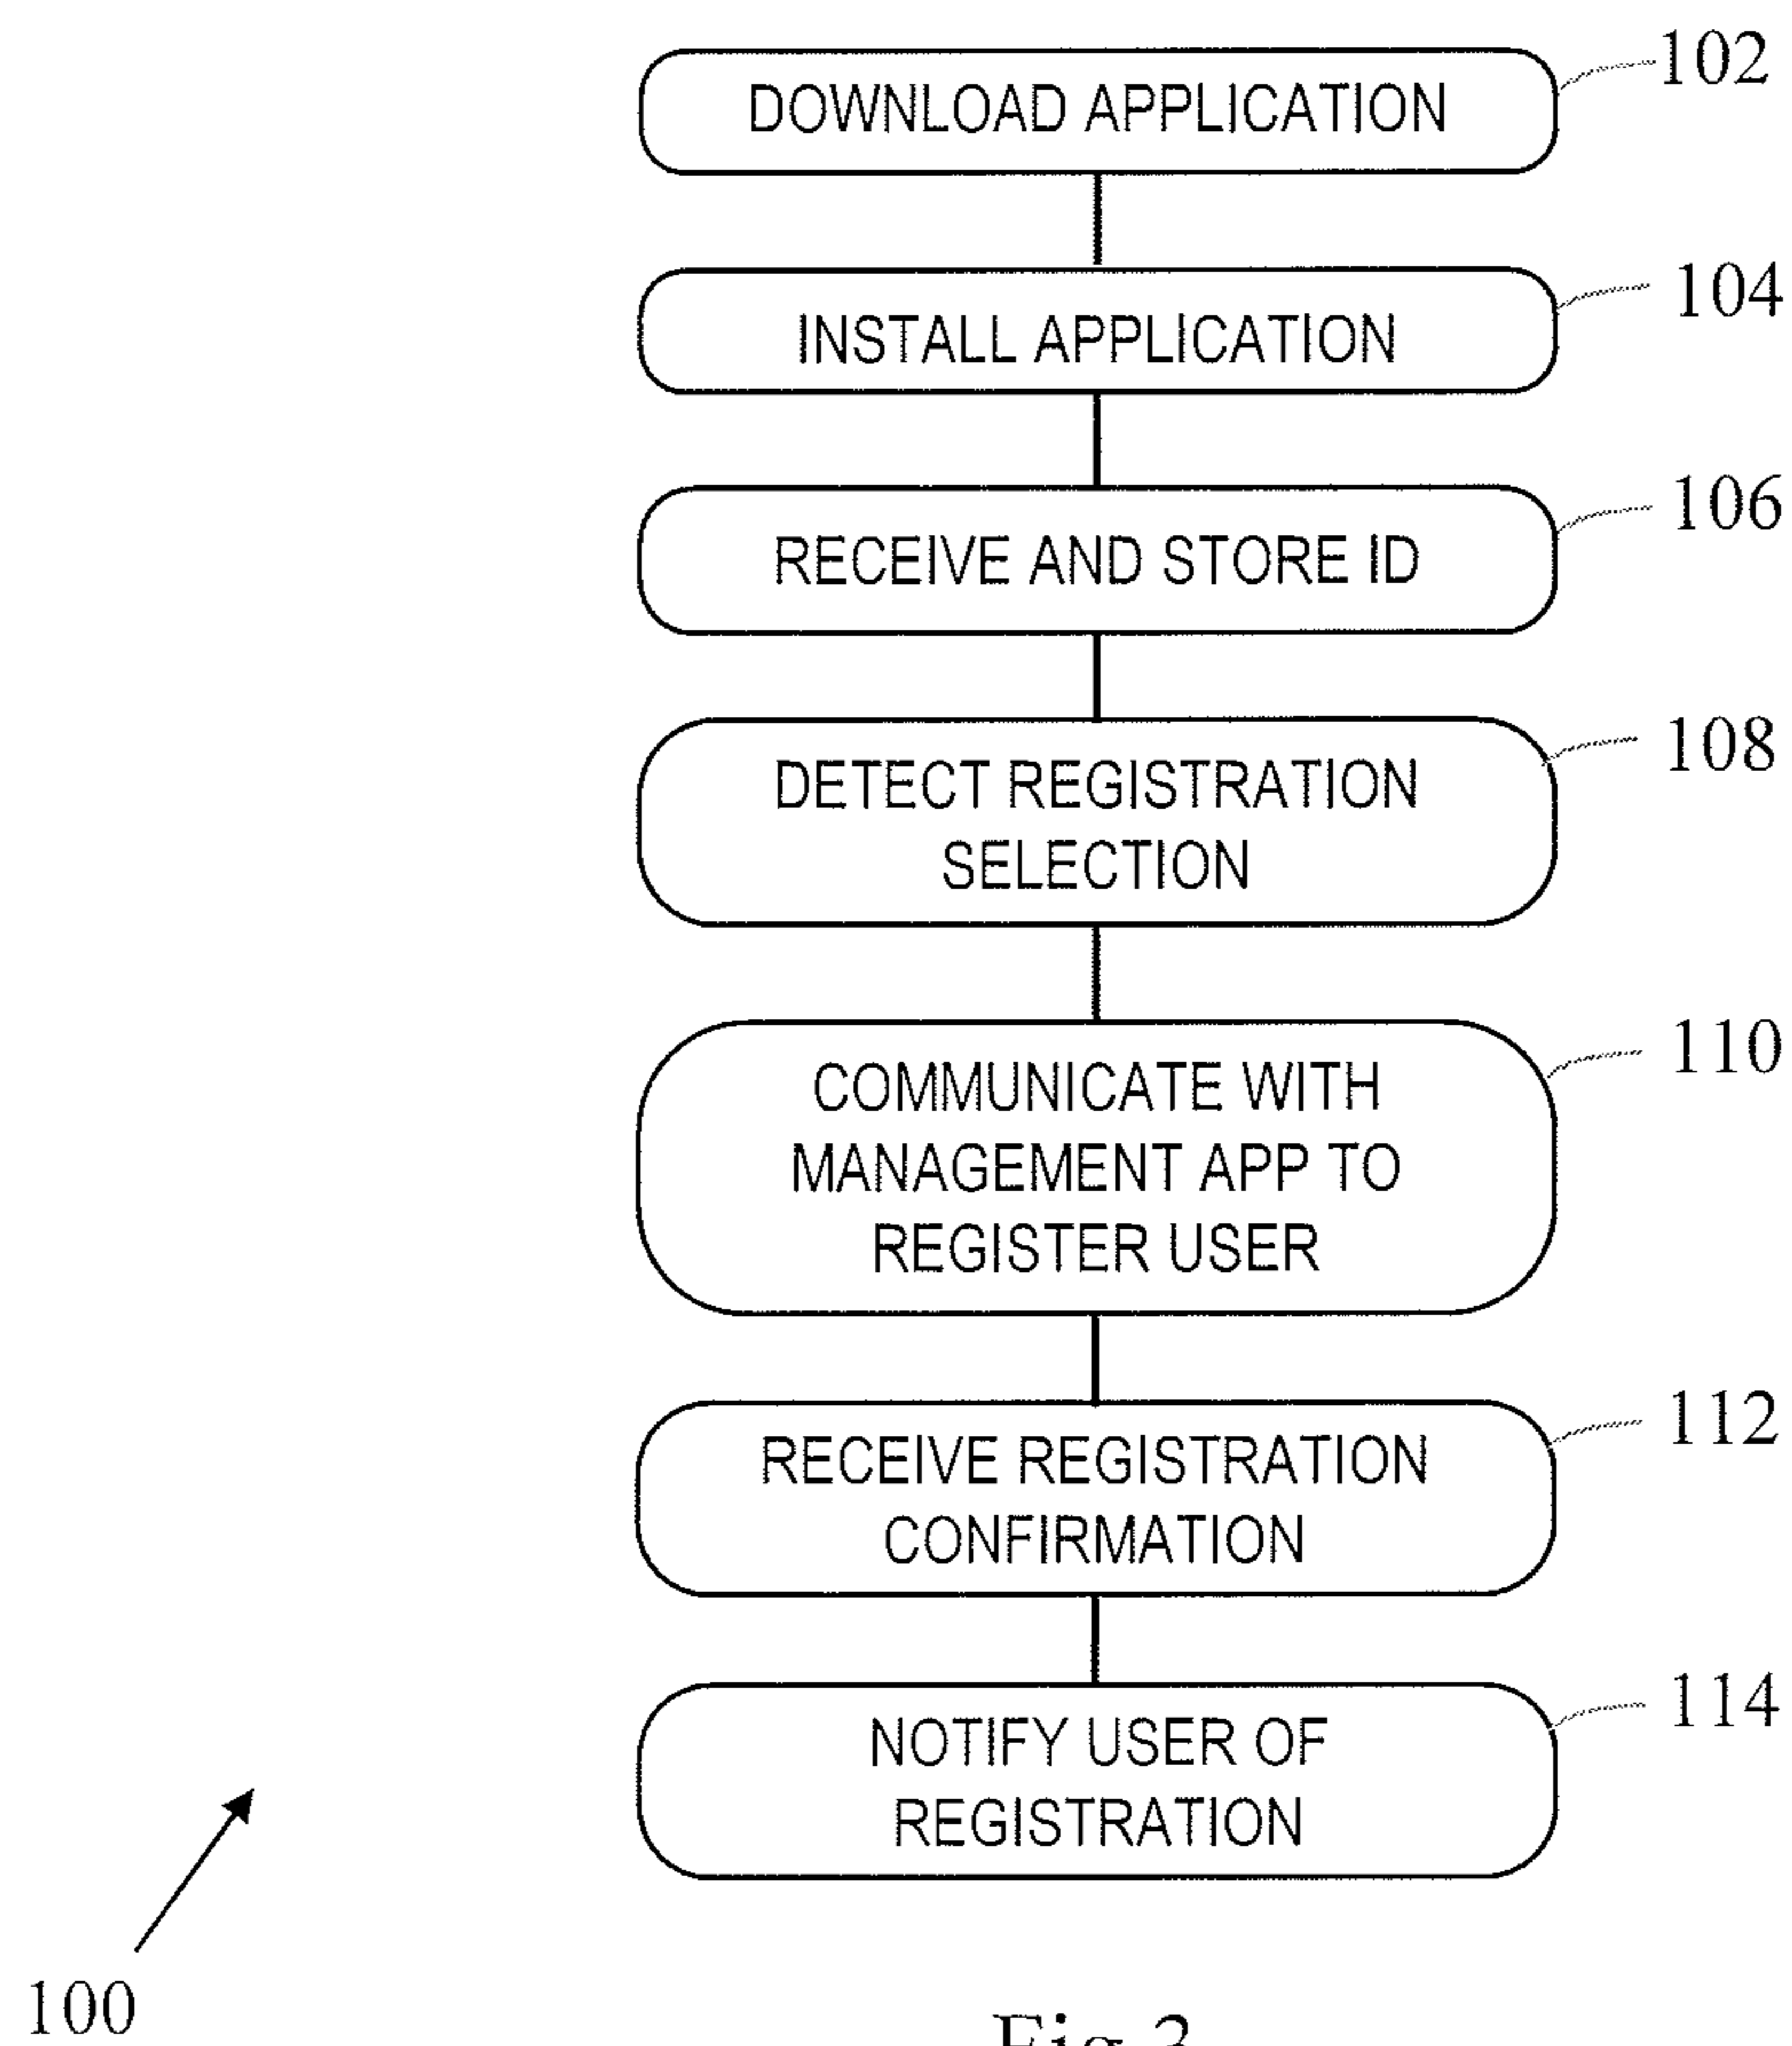 DOWNLOAD APPLICATION
102
INSTALL APPLICATION
104
RECEIVE AND STORE ID
106
DETECT REGISTRATION
SELECTION
108
COMMUNICATE WITH
MANAGEMENT APP TO
REGISTER USER
110
RECEIVE REGISTRATION
CONFIRMATION
112
NOTIFY USER OF
REGISTRATION
114
100